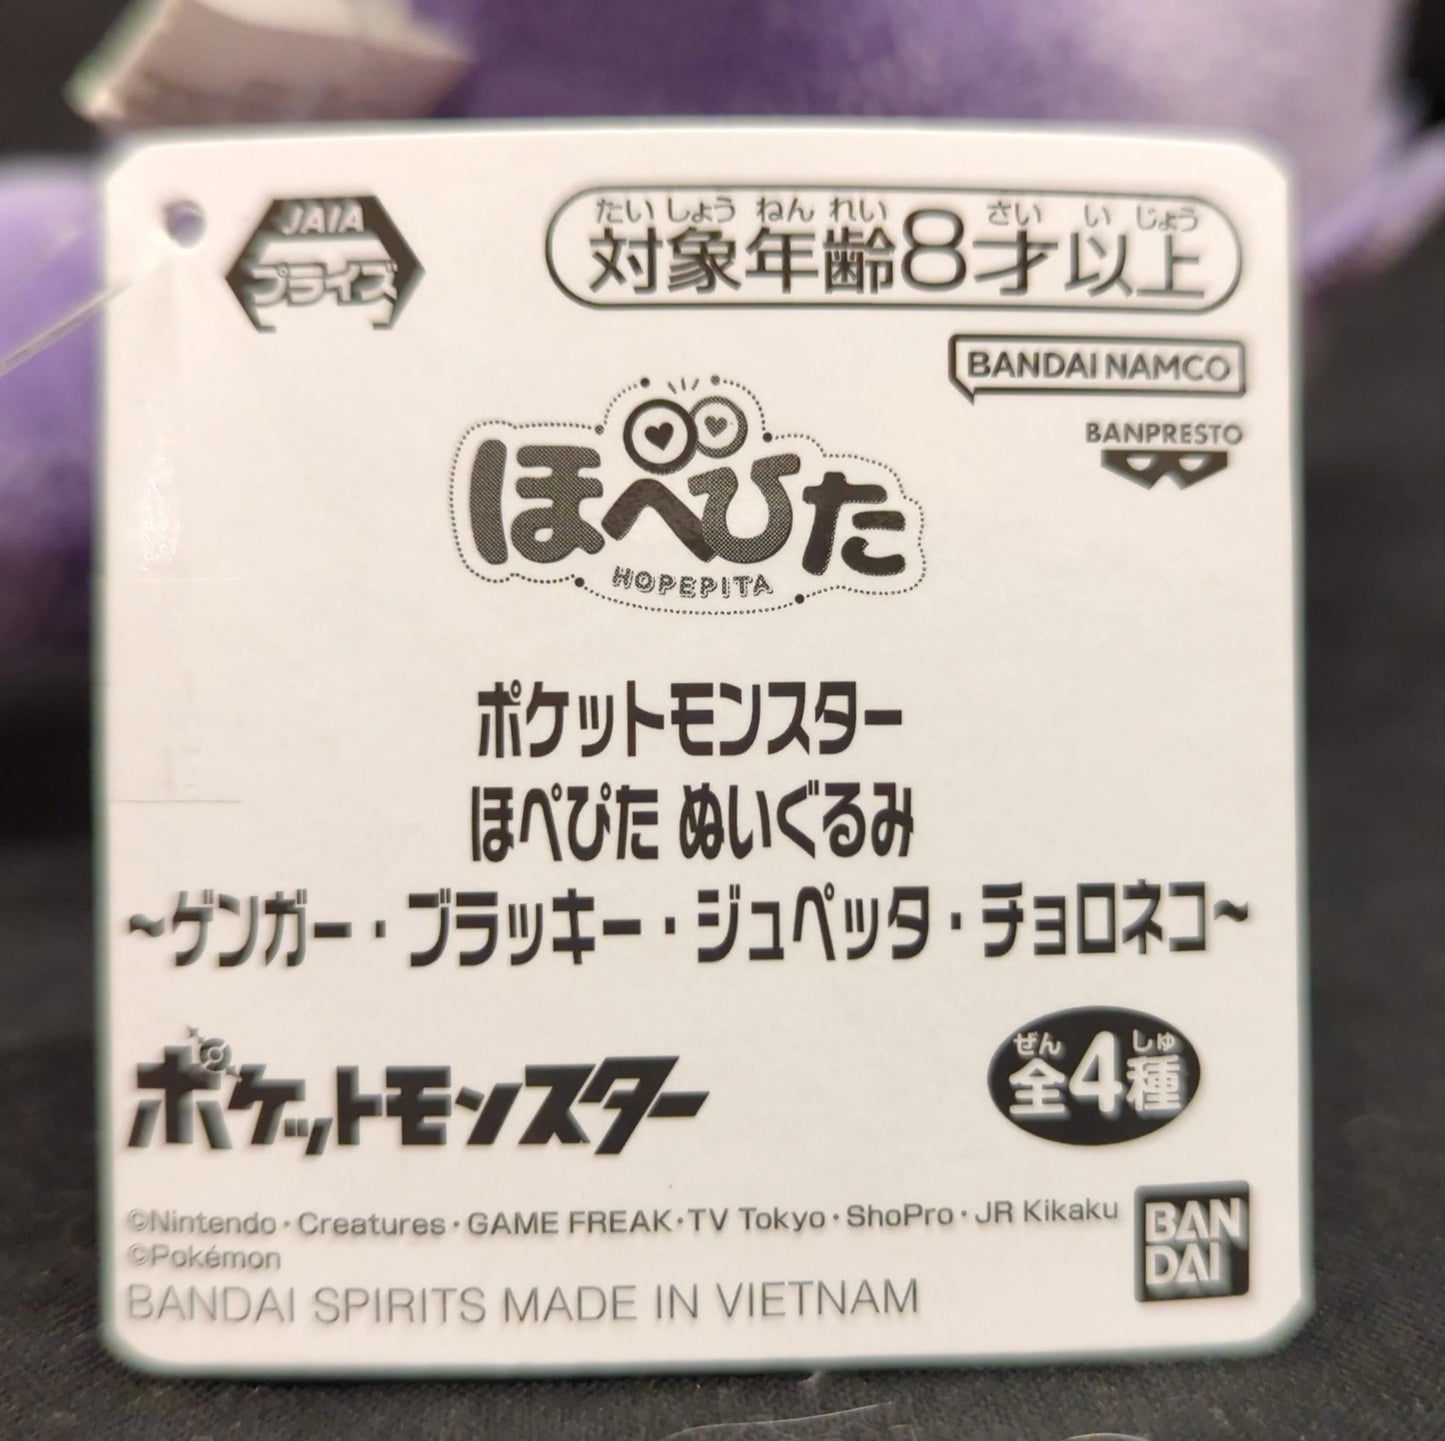 JAIA
プライズ
たいしょうねんれい さい いじょう
対象年齢8才以上
BANDAI NAMCO
BANPRESTO
ほぺぴた
HOPEPITA
ポケットモンスター
ほぺぴた ぬいぐるみ
~ゲンガー・ブラッキー・ジュペッタ・チョロネコ~
ポケットモンスター
ぜん しゅ
全4種
©Nintendo・Creatures・GAME FREAK・TV Tokyo・ShoPro・JR Kikaku
©Pokémon
BANDAI SPIRITS MADE IN VIETNAM
BAN
DAI